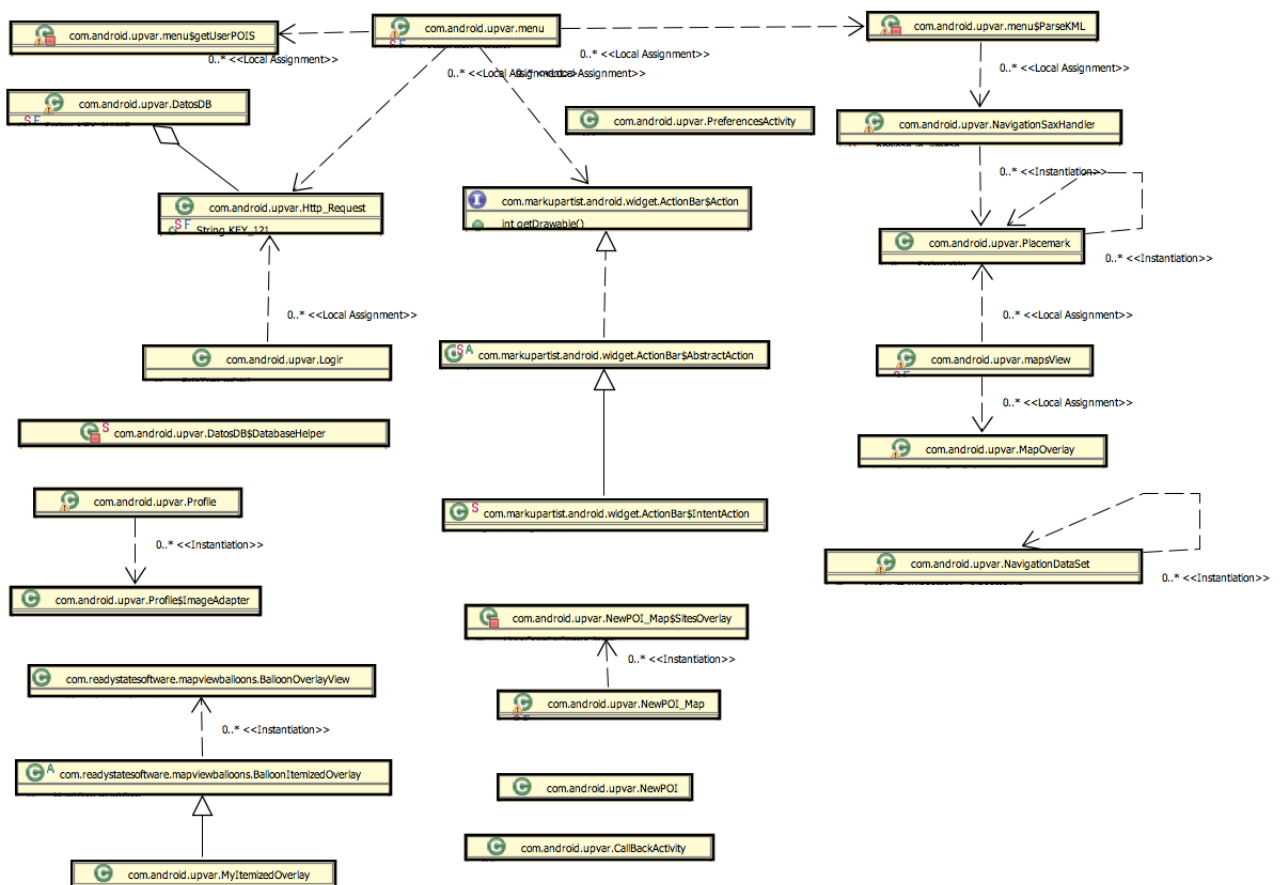 com.android.upvar.menu$getUserPOIS
com.android.upvar.menu
com.android.upvar.menu$ParseKML
0..* <<Local Assignment>>
0..* <<Local Assignment>>
0..* <<Local Assignment>>
0..* <<Local Assignment>>
0..* <<Local Assignment>>
com.android.upvar.DatosDB
com.android.upvar.PreferencesActivity
com.android.upvar.NavigationSaxHandler
0..* <<Instantiation>>
com.android.upvar.Http_Request
String KEY_121
com.markupartist.android.widget.ActionBar$Action
int getDrawable()
com.android.upvar.Placemark
0..* <<Instantiation>>
0..* <<Local Assignment>>
0..* <<Local Assignment>>
com.android.upvar.Login
com.markupartist.android.widget.ActionBar$AbstractAction
com.android.upvar.mapsView
0..* <<Local Assignment>>
com.android.upvar.DatosDB$DatabaseHelper
com.android.upvar.MapOverlay
com.android.upvar.Profile
com.markupartist.android.widget.ActionBar$IntentAction
0..* <<Instantiation>>
com.android.upvar.NavigationDataSet
0..* <<Instantiation>>
com.android.upvar.Profile$ImageAdapter
com.android.upvar.NewPOI_Map$SitesOverlay
0..* <<Instantiation>>
com.readystatesoftware.mapviewballoons.BalloonOverlayView
com.android.upvar.NewPOI_Map
0..* <<Instantiation>>
com.readystatesoftware.mapviewballoons.BalloonItemizedOverlay
com.android.upvar.NewPOI
com.android.upvar.CallBackActivity
com.android.upvar.MyItemizedOverlay